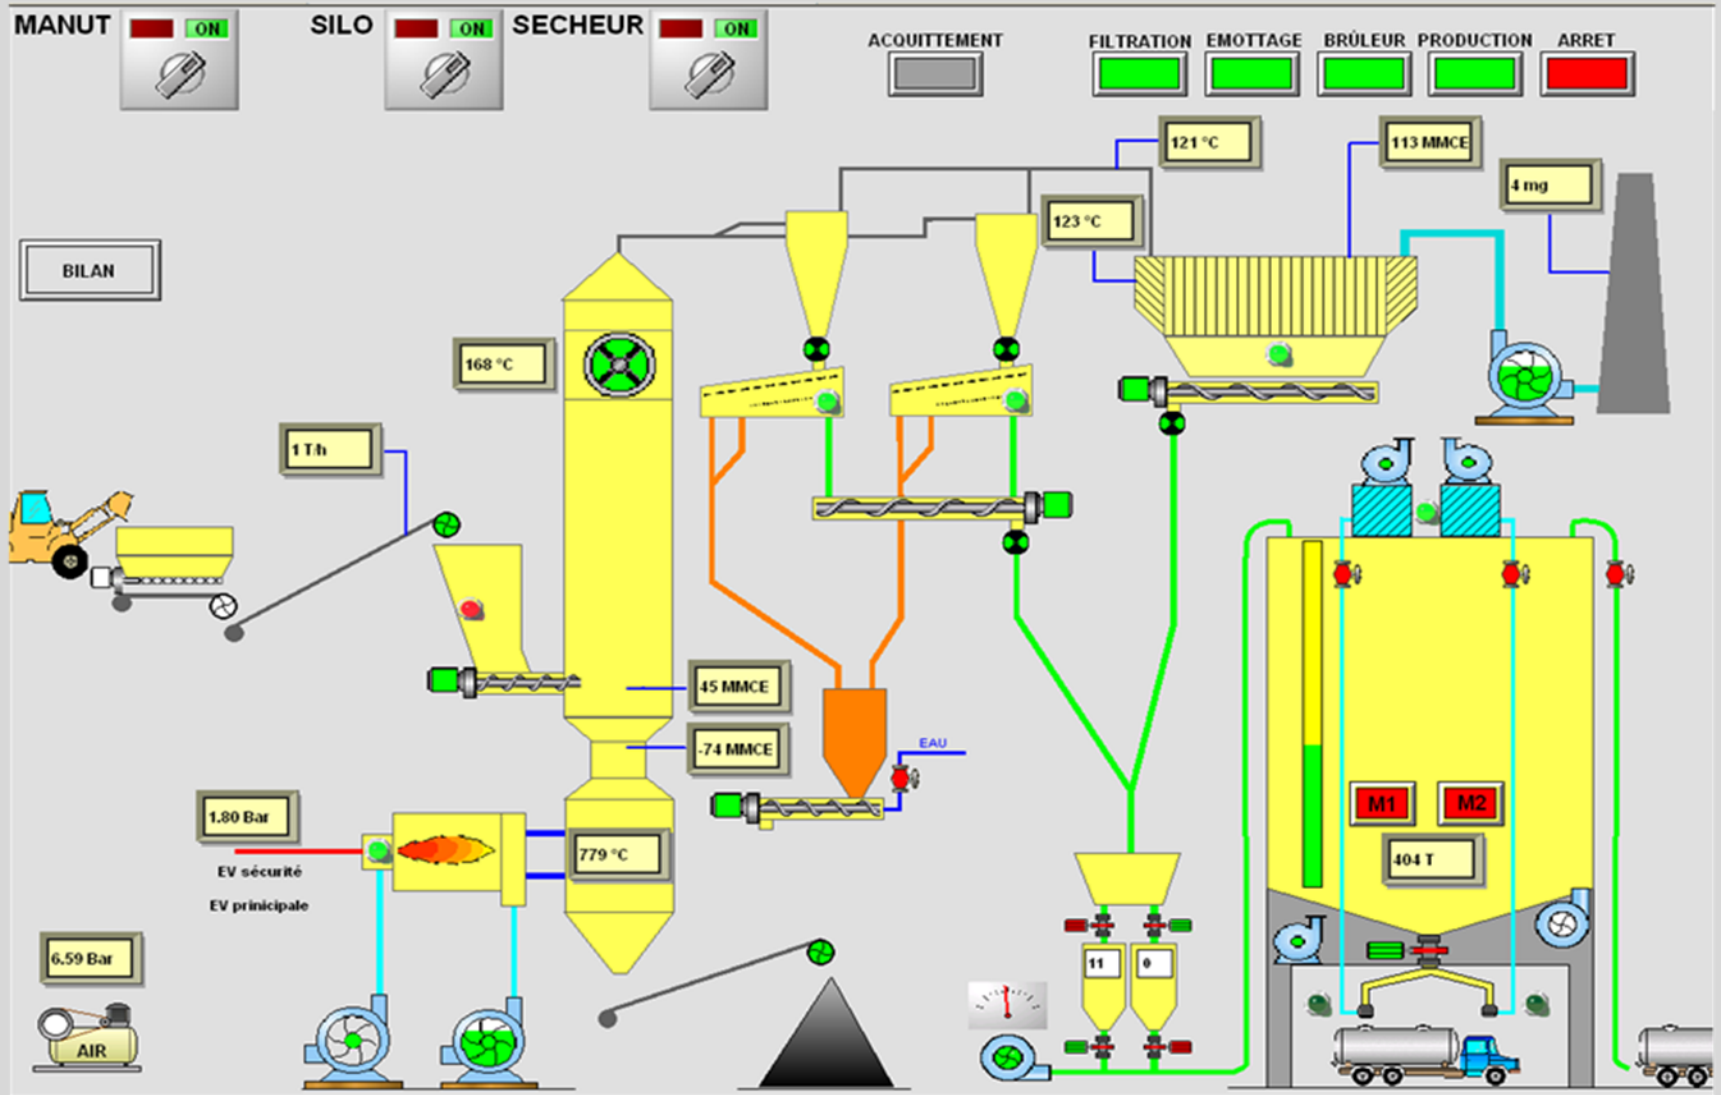 MANUT
ON
SILO
ON
SECHEUR
ON
ACQUITTEMENT
FILTRATION
EMOTTAGE
BRÛLEUR
PRODUCTION
ARRET
121 °C
113 MMCE
4 mg
123 °C
BILAN
168 °C
1 T/h
45 MMCE
-74 MMCE
EAU
1.80 Bar
779 °C
EV sécurité
EV prinicipale
M1
M2
404 T
6.59 Bar
11
0
AIR